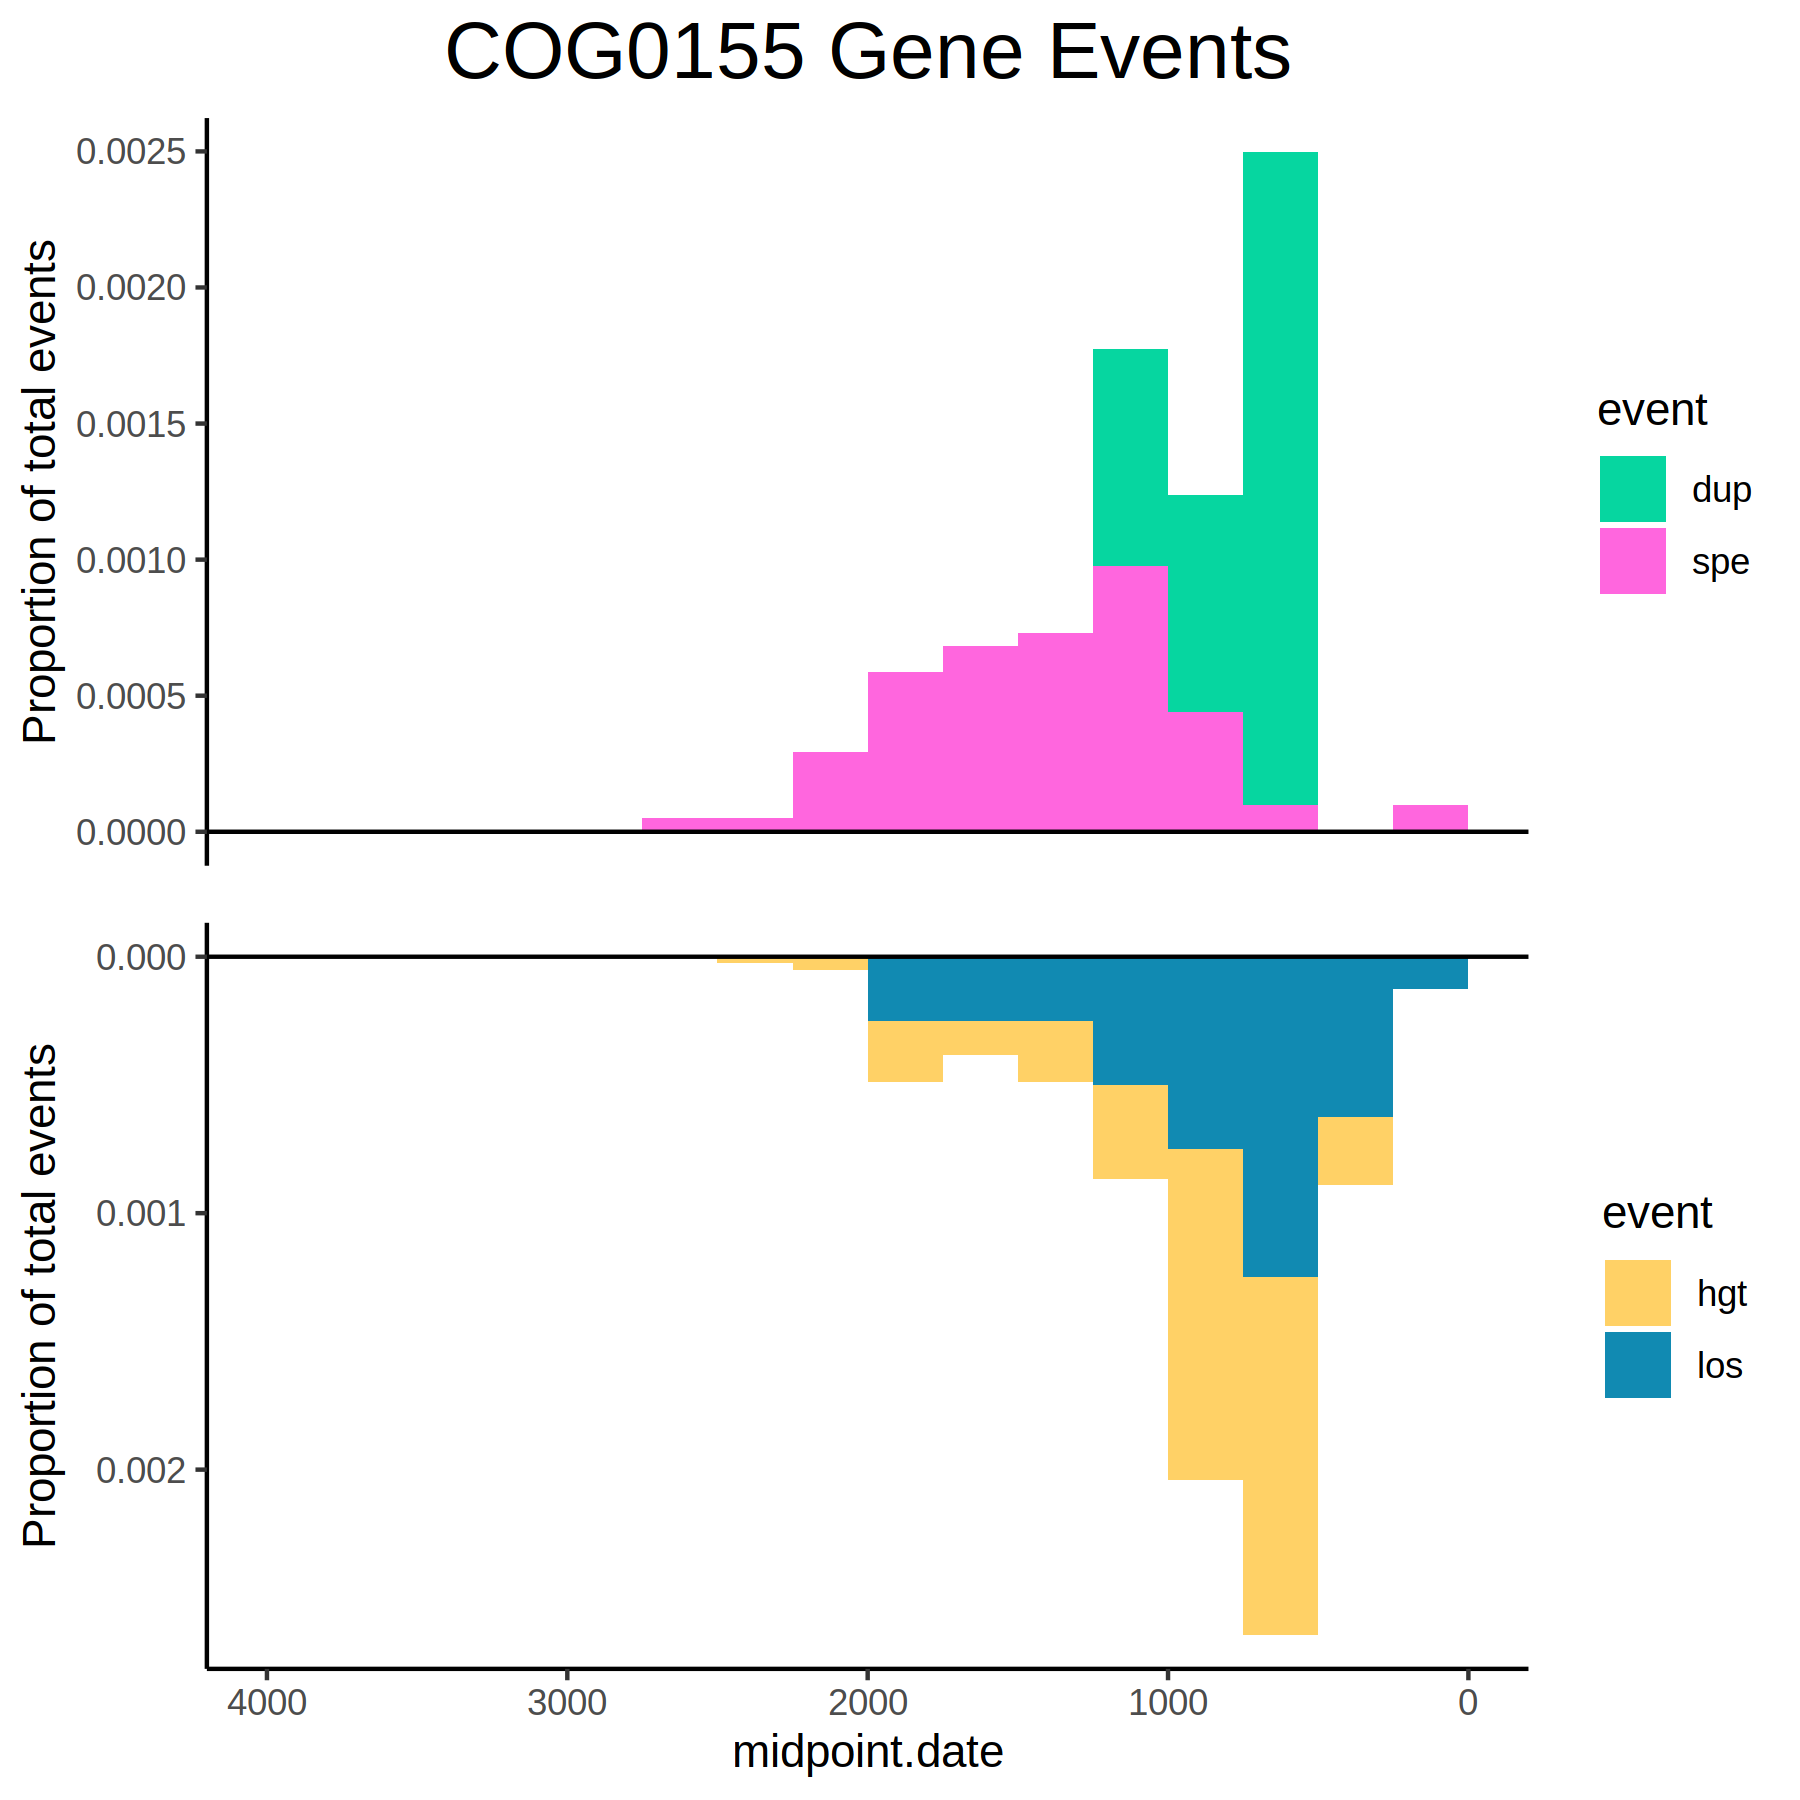 COG0155 Gene Events
Proportion of total events
0.0025
0.0020
0.0015
0.0010
0.0005
0.0000
event
dup
spe
Proportion of total events
0.000
0.001
0.002
event
hgt
los
4000 3000 2000 1000 0
midpoint.date